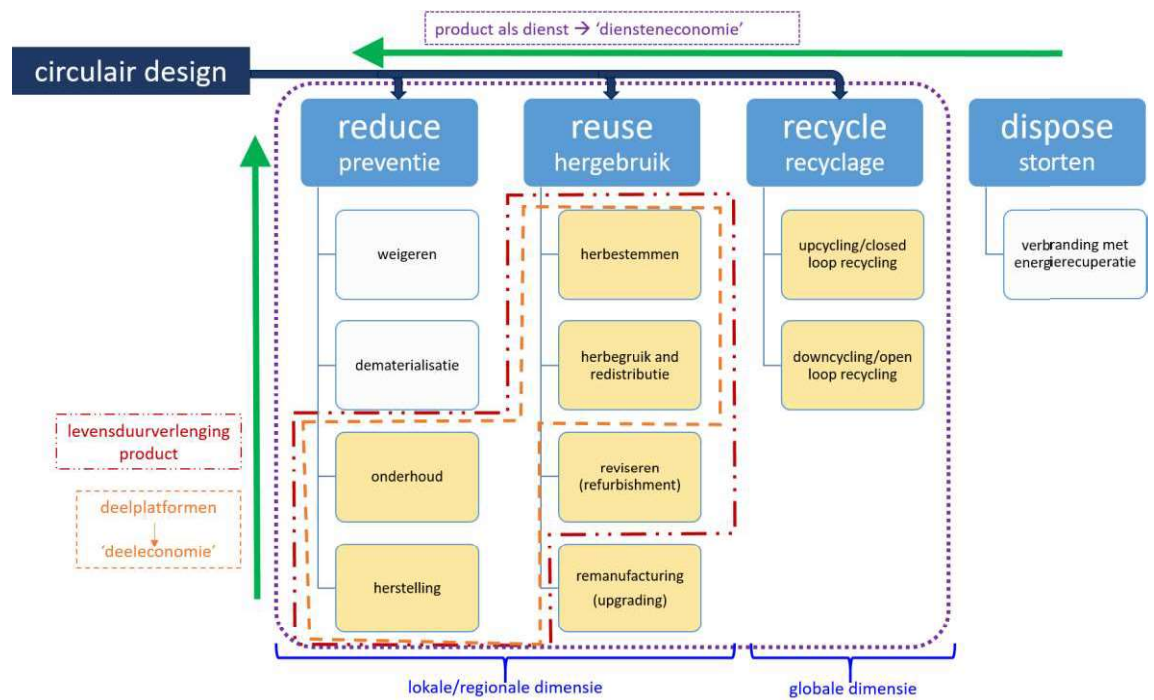 product als dienst → 'diensteneconomie'
circulair design
reduce
preventie
reuse
hergebruik
recycle
recyclage
dispose
storten
weigeren
herbestemmen
upcycling/closed
loop recycling
verbranding met
energierecuperatie
dematerialisatie
herbegruik and
redistributie
downcycling/open
loop recycling
levensduurverlenging
product
onderhoud
reviseren
(refurbishment)
deelplatformen
'deeleconomie'
herstelling
remanufacturing
(upgrading)
lokale/regionale dimensie
globale dimensie